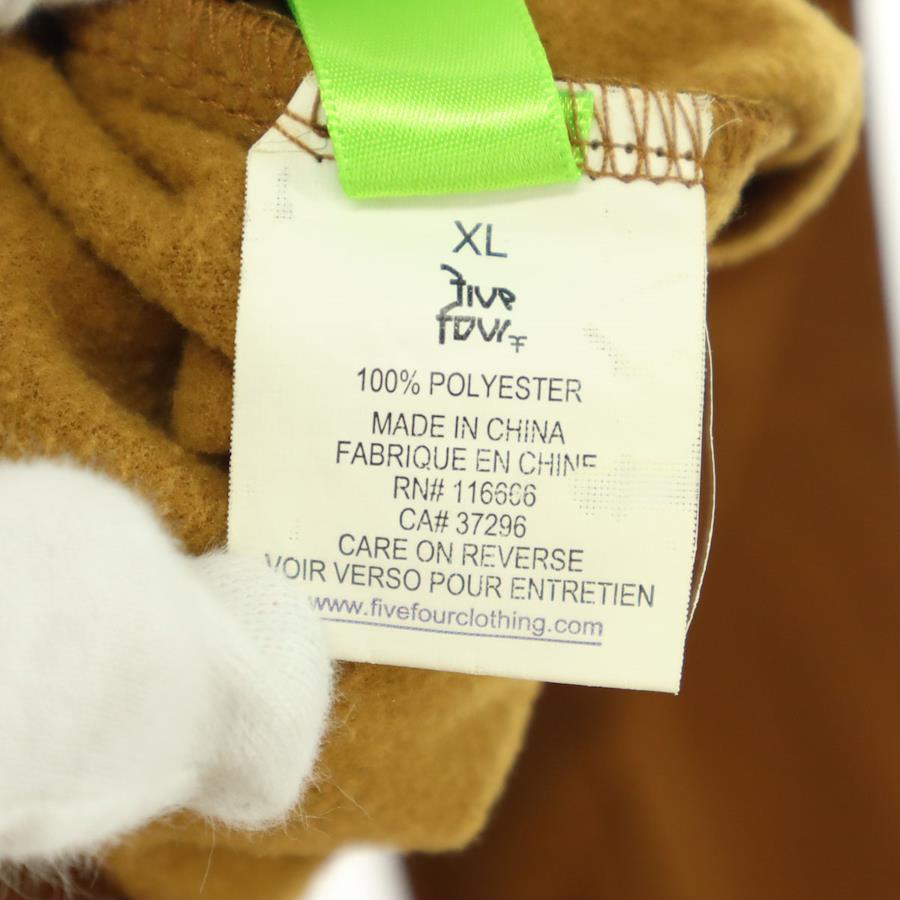 XL
five
four
100% POLYESTER
MADE IN CHINA
FABRIQUE EN CHINE
RN# 116666
CA# 37296
CARE ON REVERSE
VOIR VERSO POUR ENTRETIEN
www.fivefourclothing.com